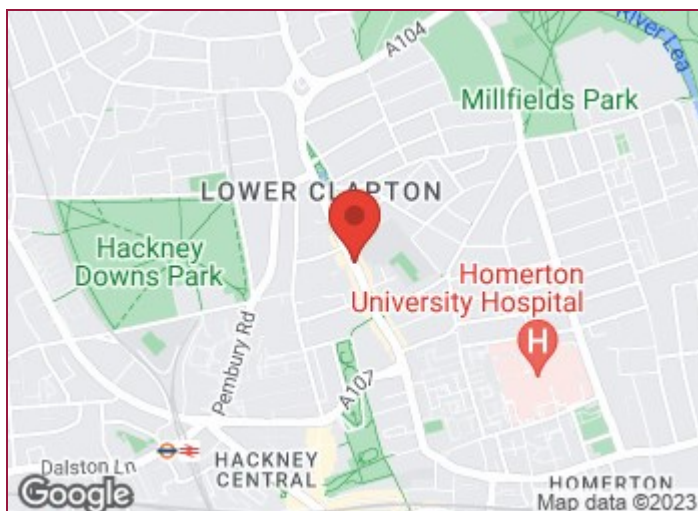 A104
River Lea
Millfields Park
LOWER CLAPTON
Hackney
Downs Park
Homerton
University Hospital
H
Pembury Rd
A107
Dalston Ln
HACKNEY
CENTRAL
HOMERTON
Google
Map data ©2023